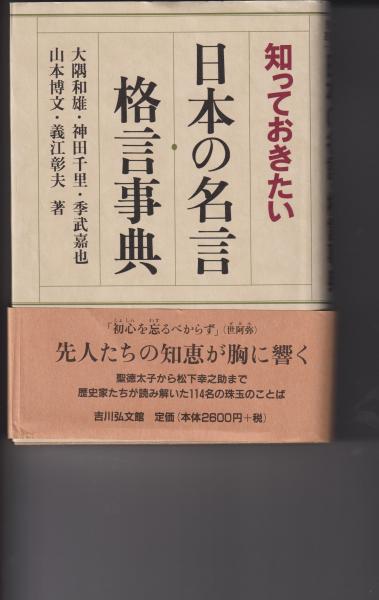 知っておきたい
日本の名言・
格言事典
大隅和雄・神田千里・季武嘉也
山本博文・義江彰夫 著
「初心を忘るべからず」(世阿弥)
先人たちの知恵が胸に響く
聖徳太子から松下幸之助まで
歴史家たちが読み解いた114名の珠玉のことば
吉川弘文館 定価(本体2600円+税)